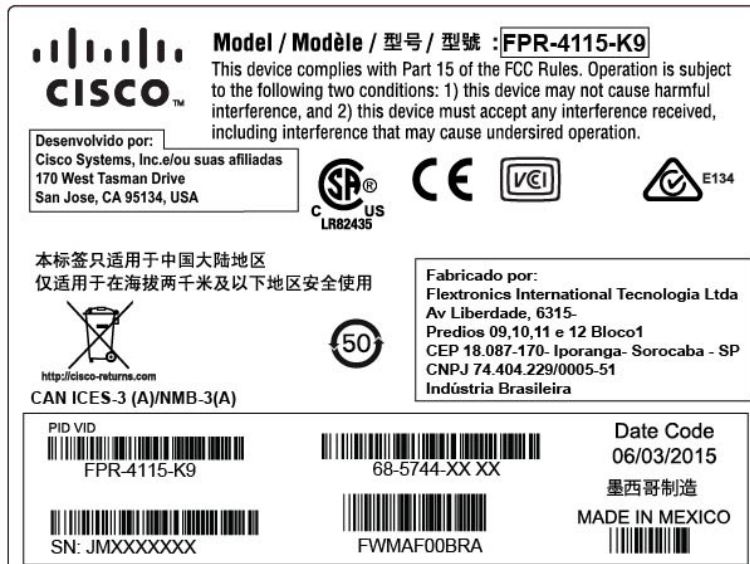 CISCO™
Model / Modèle / 型号 / 型號 : FPR-4115-K9
This device complies with Part 15 of the FCC Rules. Operation is subject
to the following two conditions: 1) this device may not cause harmful
interference, and 2) this device must accept any interference received,
including interference that may cause undersired operation.
Desenvolvido por:
Cisco Systems, Inc.e/ou suas afiliadas
170 West Tasman Drive
San Jose, CA 95134, USA
SA®
C US
LR82435
CE
VCI
E134
本标签只适用于中国大陆地区
仅适用于在海拔两千米及以下地区安全使用
http://cisco-returns.com
50
CAN ICES-3 (A)/NMB-3(A)
Fabricado por:
Flextronics International Tecnologia Ltda
Av Liberdade, 6315-
Predios 09,10,11 e 12 Bloco1
CEP 18.087-170- Iporanga- Sorocaba - SP
CNPJ 74.404.229/0005-51
Indústria Brasileira
PID VID
FPR-4115-K9
68-5744-XX XX
SN: JMXXXXXXX
FWMAF00BRA
Date Code
06/03/2015
墨西哥制造
MADE IN MEXICO